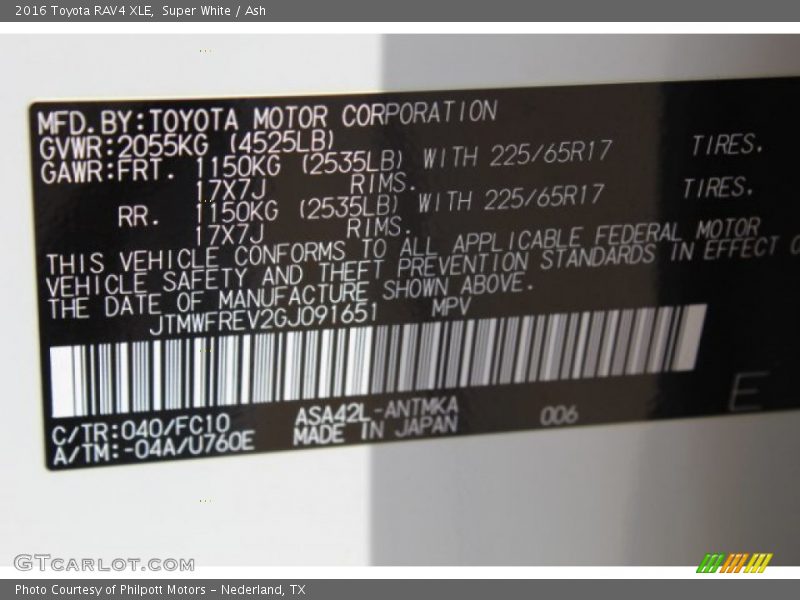 2016 Toyota RAV4 XLE, Super White / Ash
MFD.BY:TOYOTA MOTOR CORPORATION
GVWR:2055KG (4525LB)
GAWR:FRT. 1150KG (2535LB) WITH 225/65R17 TIRES.
17X7J RIMS.
RR. 1150KG (2535LB) WITH 225/65R17 TIRES.
17X7J RIMS.
THIS VEHICLE CONFORMS TO ALL APPLICABLE FEDERAL MOTOR
VEHICLE SAFETY AND THEFT PREVENTION STANDARDS IN EFFECT
THE DATE OF MANUFACTURE SHOWN ABOVE.
JTMWFREV2GJ091651 MPV
C/TR:040/FC10 ASA42L-ANTMKA 006 E
A/TM:-04A/U760E MADE IN JAPAN
GTCARLOT.COM
Photo Courtesy of Philpott Motors - Nederland, TX